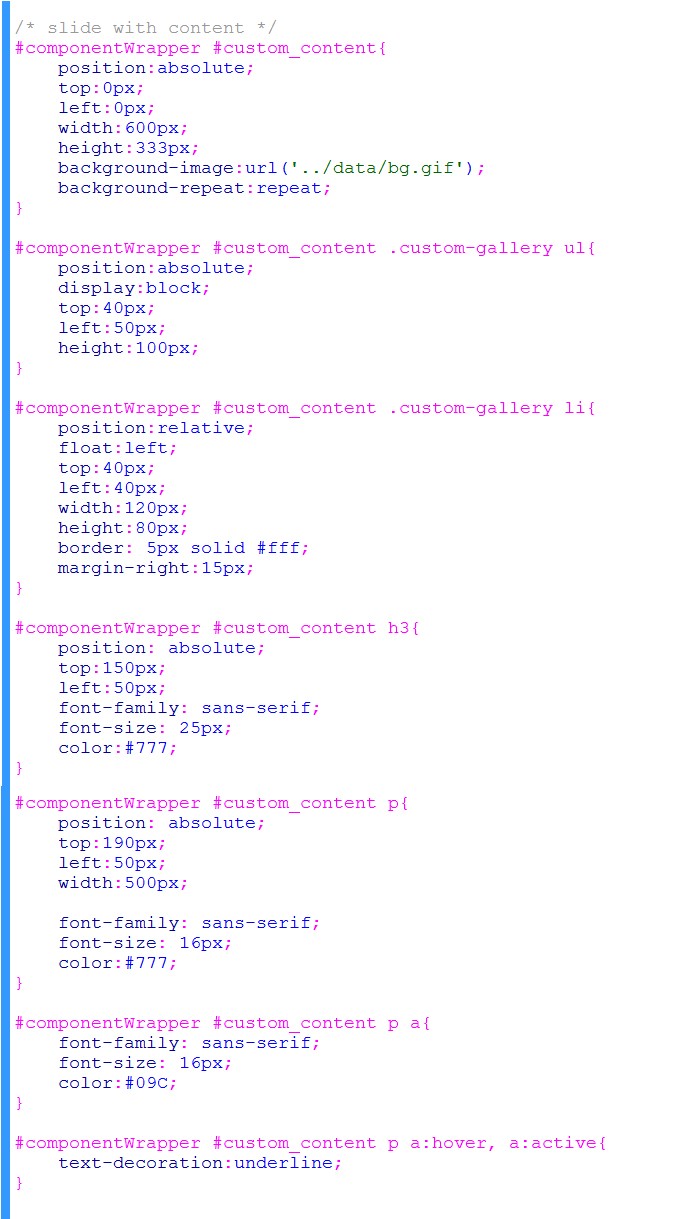 /* slide with content */
#componentWrapper #custom_content{
    position:absolute;
    top:0px;
    left:0px;
    width:600px;
    height:333px;
    background-image:url('../data/bg.gif');
    background-repeat:repeat;
}

#componentWrapper #custom_content .custom-gallery ul{
    position:absolute;
    display:block;
    top:40px;
    left:50px;
    height:100px;
}

#componentWrapper #custom_content .custom-gallery li{
    position:relative;
    float:left;
    top:40px;
    left:40px;
    width:120px;
    height:80px;
    border: 5px solid #fff;
    margin-right:15px;
}

#componentWrapper #custom_content h3{
    position: absolute;
    top:150px;
    left:50px;
    font-family: sans-serif;
    font-size: 25px;
    color:#777;
}

#componentWrapper #custom_content p{
    position: absolute;
    top:190px;
    left:50px;
    width:500px;

    font-family: sans-serif;
    font-size: 16px;
    color:#777;
}

#componentWrapper #custom_content p a{
    font-family: sans-serif;
    font-size: 16px;
    color:#09C;
}

#componentWrapper #custom_content p a:hover, a:active{
    text-decoration:underline;
}